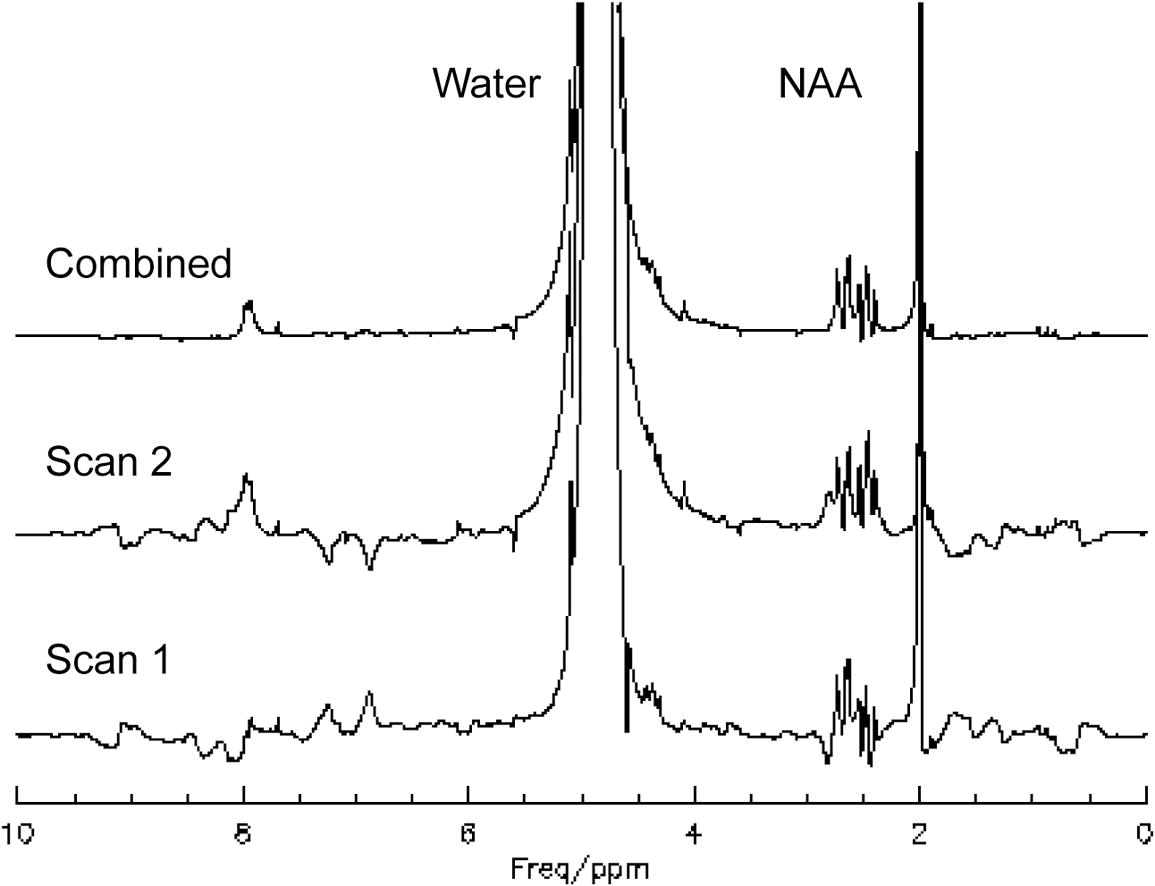 Water NAA
Combined
Scan 2
Scan 1
10 8 6 4 2 0
Freq/ppm